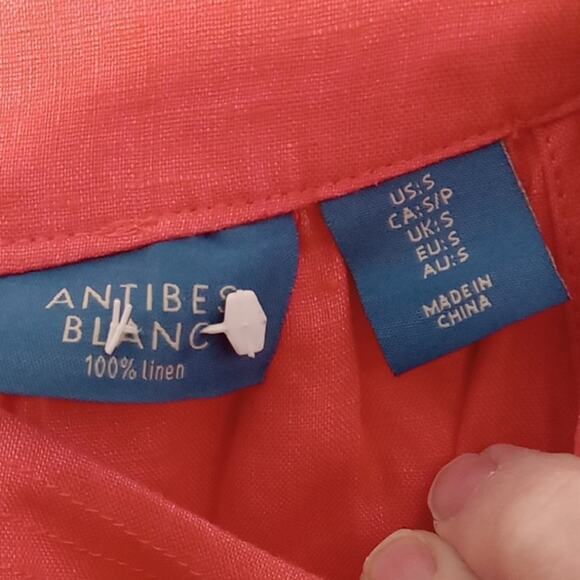 ANTIBES
BLANC
100% linen
US:S
CA:S/P
UK:S
EU:S
AU:S
MADE IN
CHINA